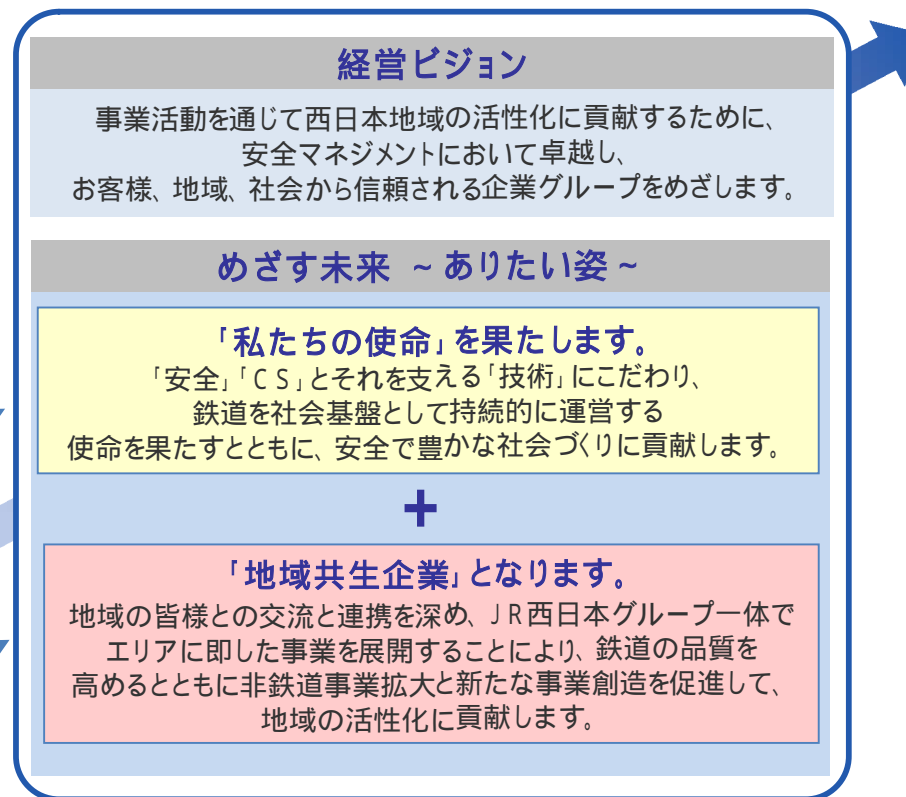 経営ビジョン
事業活動を通じて西日本地域の活性化に貢献するために、
安全マネジメントにおいて卓越し、
お客様、地域、社会から信頼される企業グループをめざします。
めざす未来 ~ありたい姿~
「私たちの使命」を果たします。
「安全」「CS」とそれを支える「技術」にこだわり、
鉄道を社会基盤として持続的に運営する
使命を果たすとともに、安全で豊かな社会づくりに貢献します。
+
「地域共生企業」となります。
地域の皆様との交流と連携を深め、JR西日本グループ一体で
エリアに即した事業を展開することにより、鉄道の品質を
高めるとともに非鉄道事業拡大と新たな事業創造を促進して、
地域の活性化に貢献します。